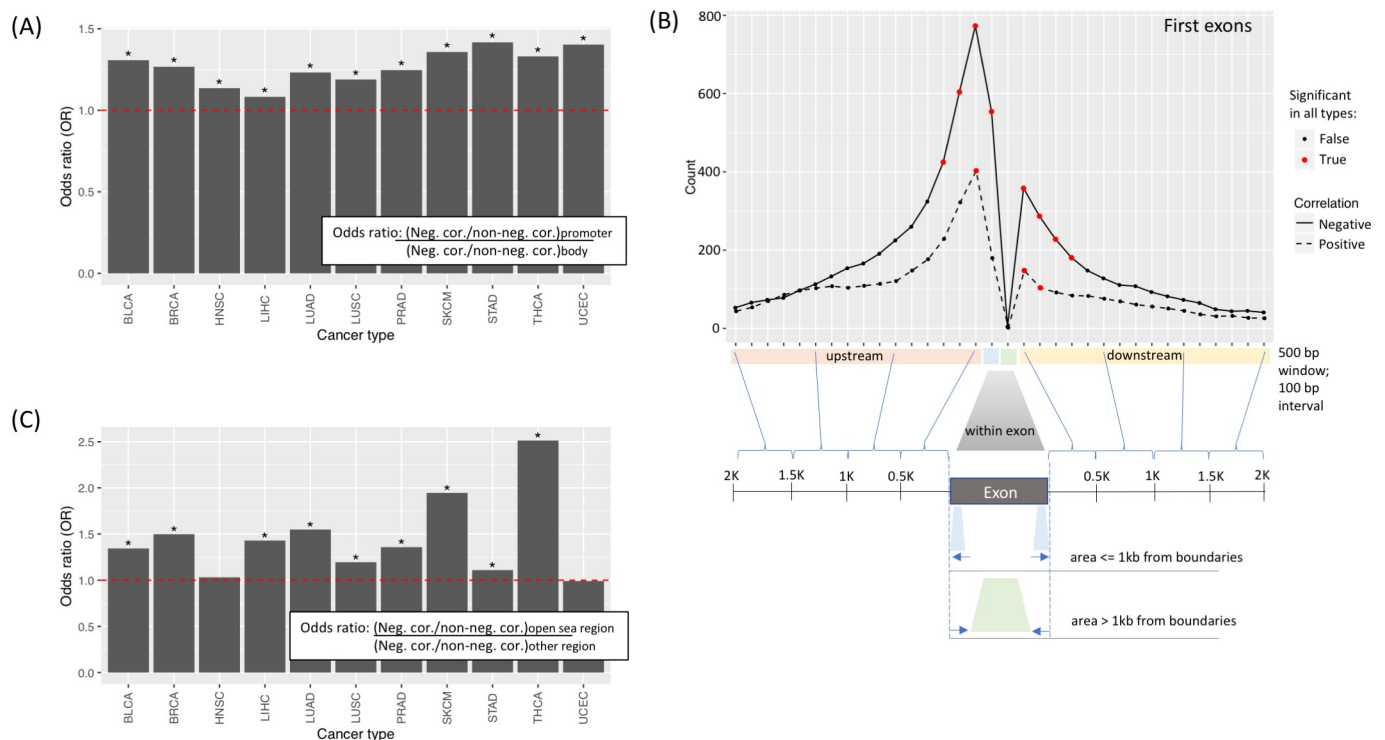 (A)
1.5
1.0
0.5
0.0
Odds ratio (OR)
* * * * * * * * * * *
Odds ratio: (Neg. cor./non-neg. cor.)promoter
(Neg. cor./non-neg. cor.)body
BLCA BRCA HNSC LIHC LUAD LUSC PRAD SKCM STAD THCA UCEC
Cancer type
(B)
First exons
800
600
400
200
0
Count
Significant
in all types:
False
True
Correlation
Negative
Positive
upstream
downstream
500 bp
window;
100 bp
interval
within exon
2K 1.5K 1K 0.5K 0.5K 1K 1.5K 2K
Exon
area <= 1kb from boundaries
area > 1kb from boundaries
(C)
2.5
2.0
1.5
1.0
0.5
0.0
Odds ratio (OR)
* * * * * * * * *
Odds ratio: (Neg. cor./non-neg. cor.)open sea region
(Neg. cor./non-neg. cor.)other region
BLCA BRCA HNSC LIHC LUAD LUSC PRAD SKCM STAD THCA UCEC
Cancer type